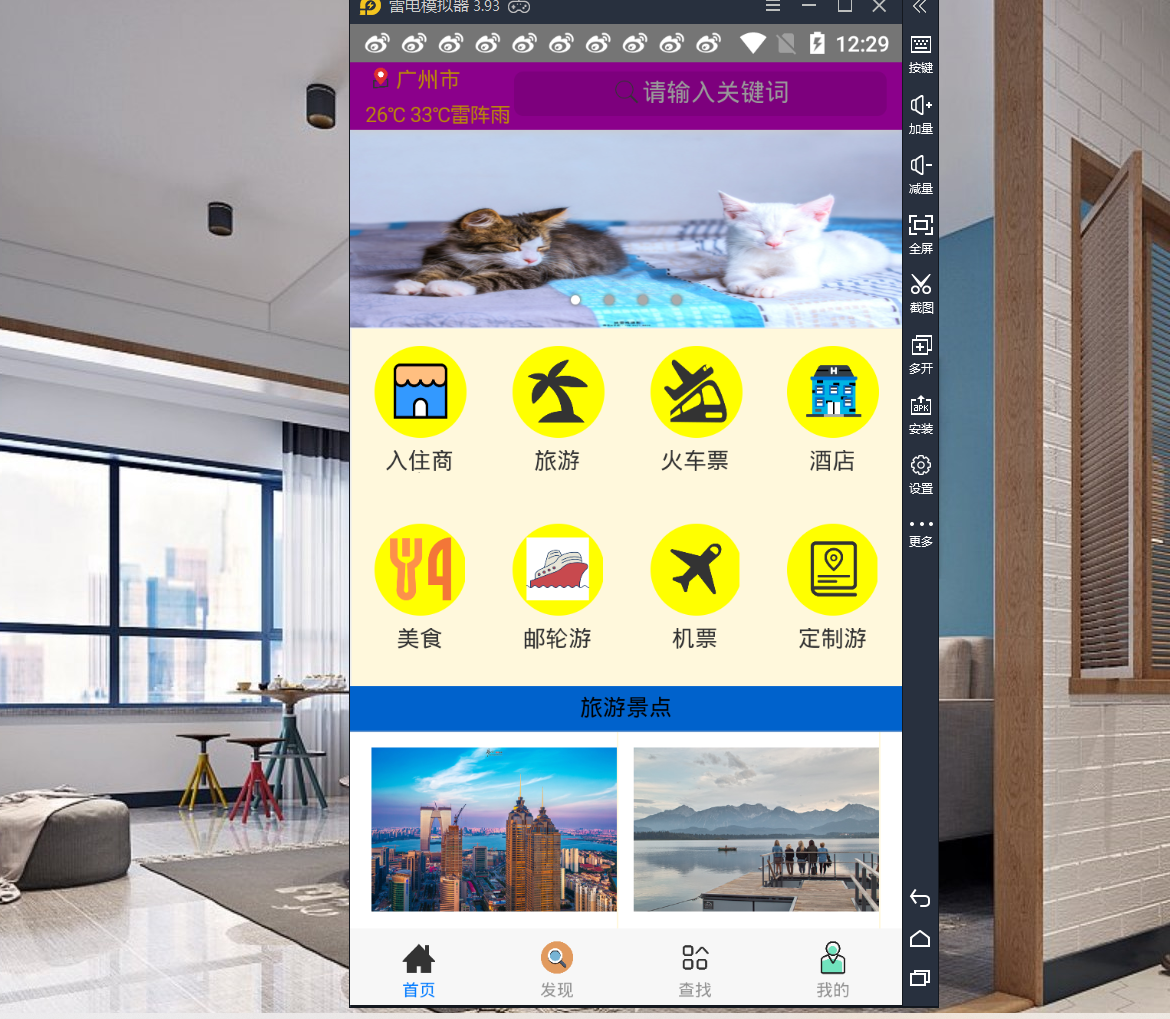 雷电模拟器 3.93
12:29
广州市
请输入关键词
26℃ 33℃雷阵雨
入住商
旅游
火车票
酒店
美食
邮轮游
机票
定制游
旅游景点
首页
发现
查找
我的
按键
加量
减量
全屏
截图
多开
APK
安装
设置
更多